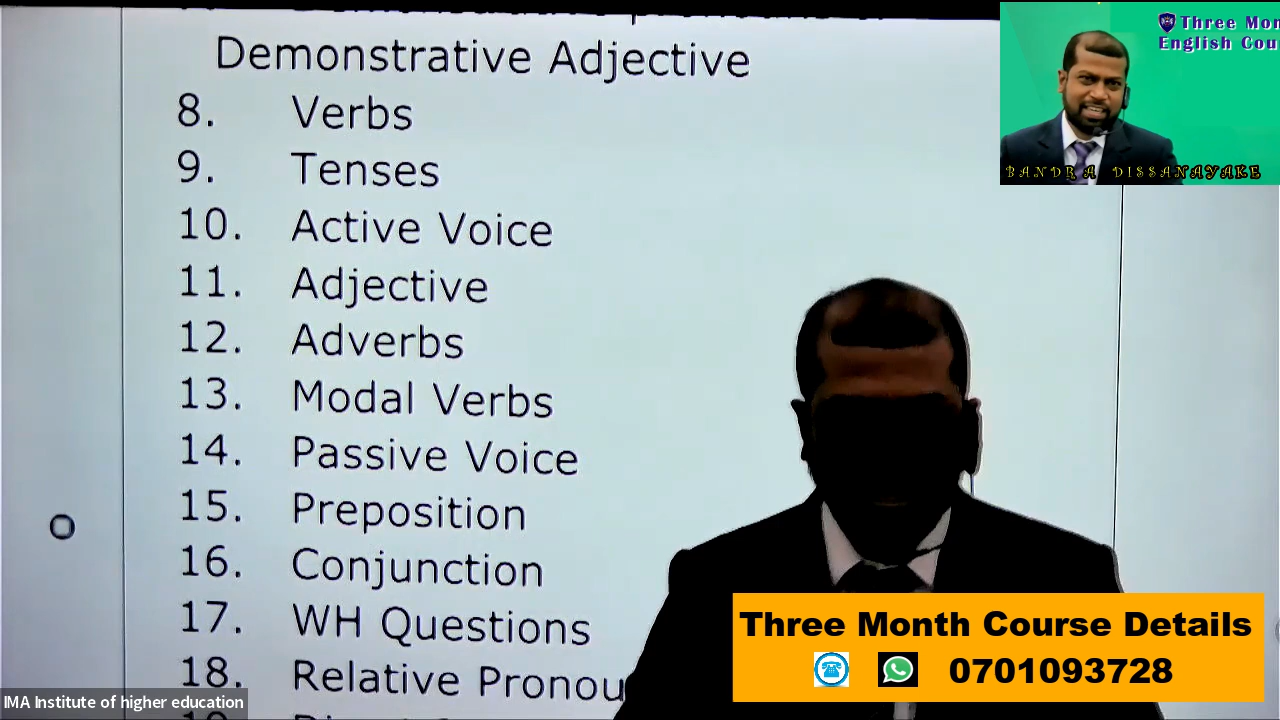 Demonstrative Adjective
8. Verbs
9. Tenses
10. Active Voice
11. Adjective
12. Adverbs
13. Modal Verbs
14. Passive Voice
15. Preposition
16. Conjunction
17. WH Questions
18. Relative Pronou
Three Mon
English Cou
BANDRA DISSANAYAKE
Three Month Course Details
0701093728
IMA Institute of higher education